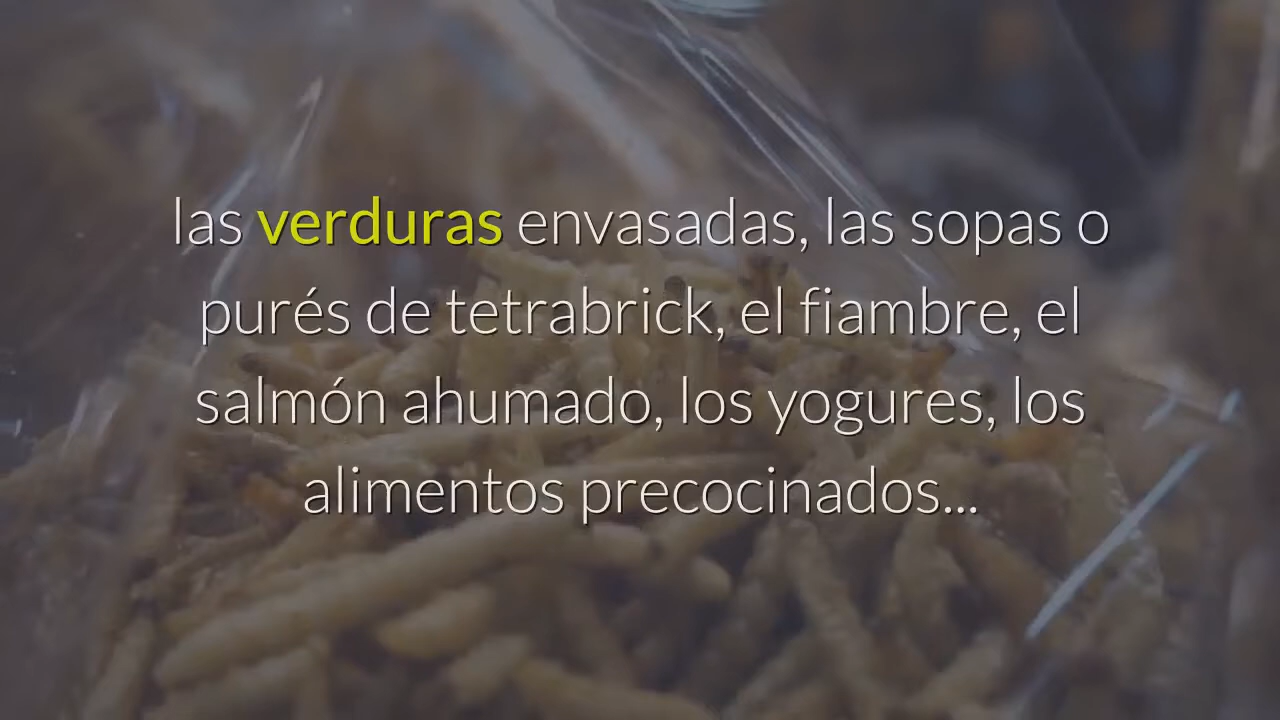 las verduras envasadas, las sopas o
purés de tetrabrick, el fiambre, el
salmón ahumado, los yogures, los
alimentos precocinados...